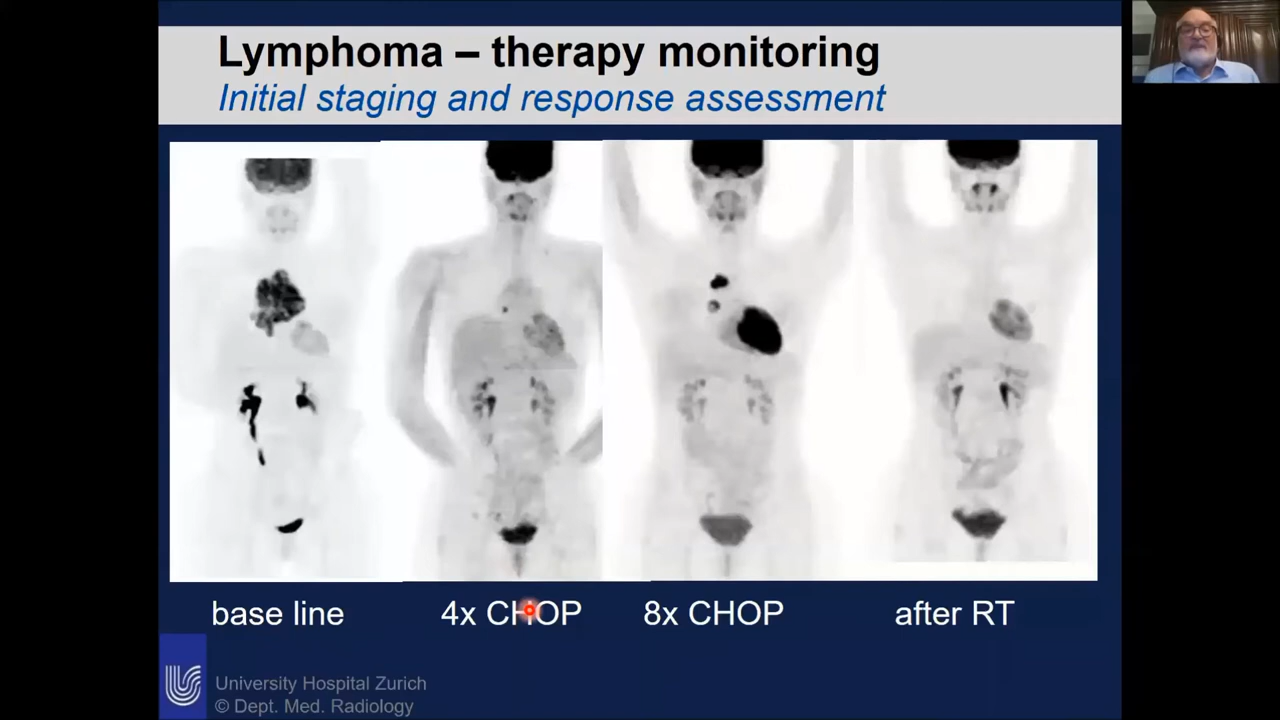 Lymphoma – therapy monitoring
Initial staging and response assessment
base line
4x CHOP
8x CHOP
after RT
University Hospital Zurich
© Dept. Med. Radiology